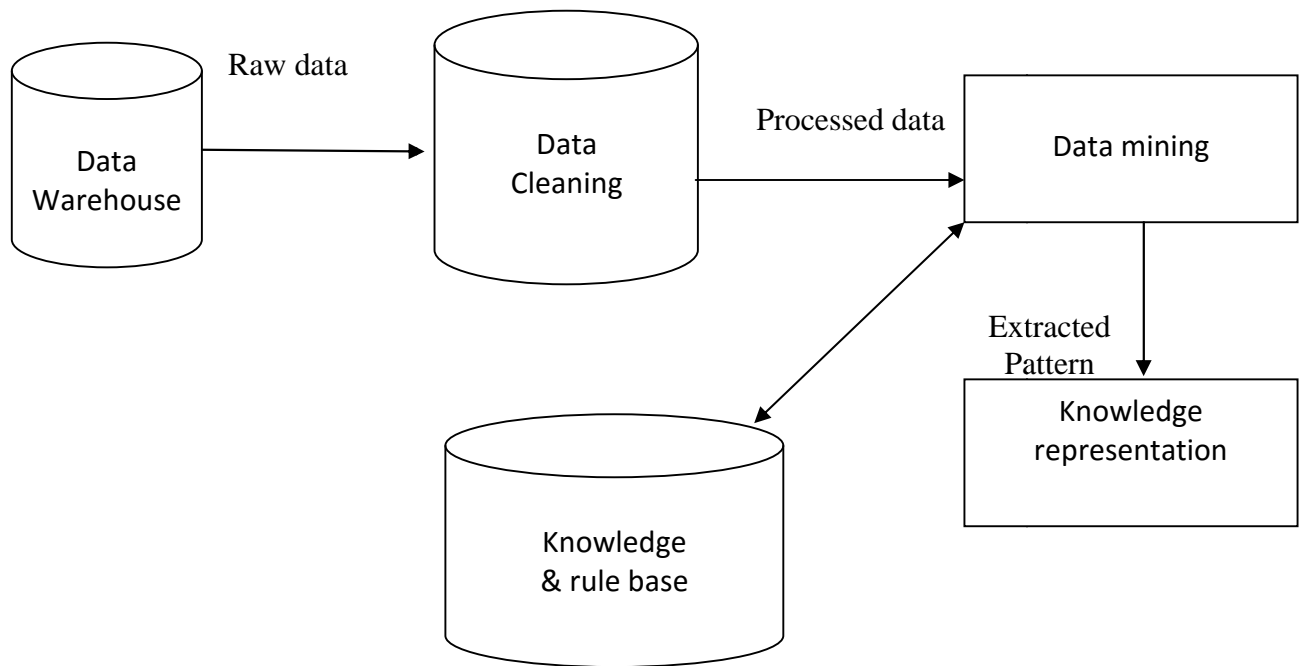 Raw data
Data
Warehouse
Data
Cleaning
Processed data
Data mining
Extracted
Pattern
Knowledge
representation
Knowledge
& rule base